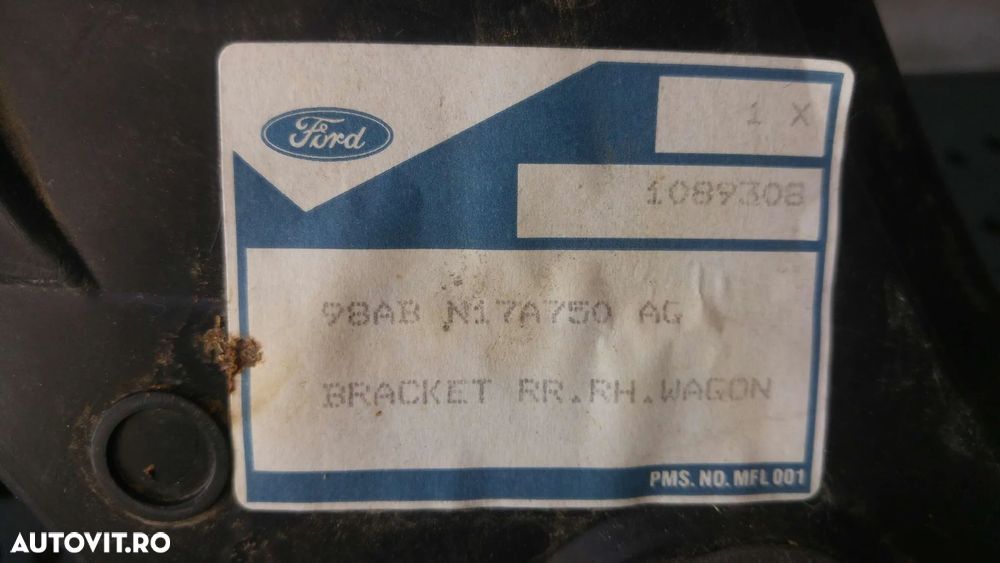 Ford
1 X
1089308
98AB N17A750 AG
BRACKET RR.RH.WAGON
PMS. NO. MFL 001
AUTOVIT.RO